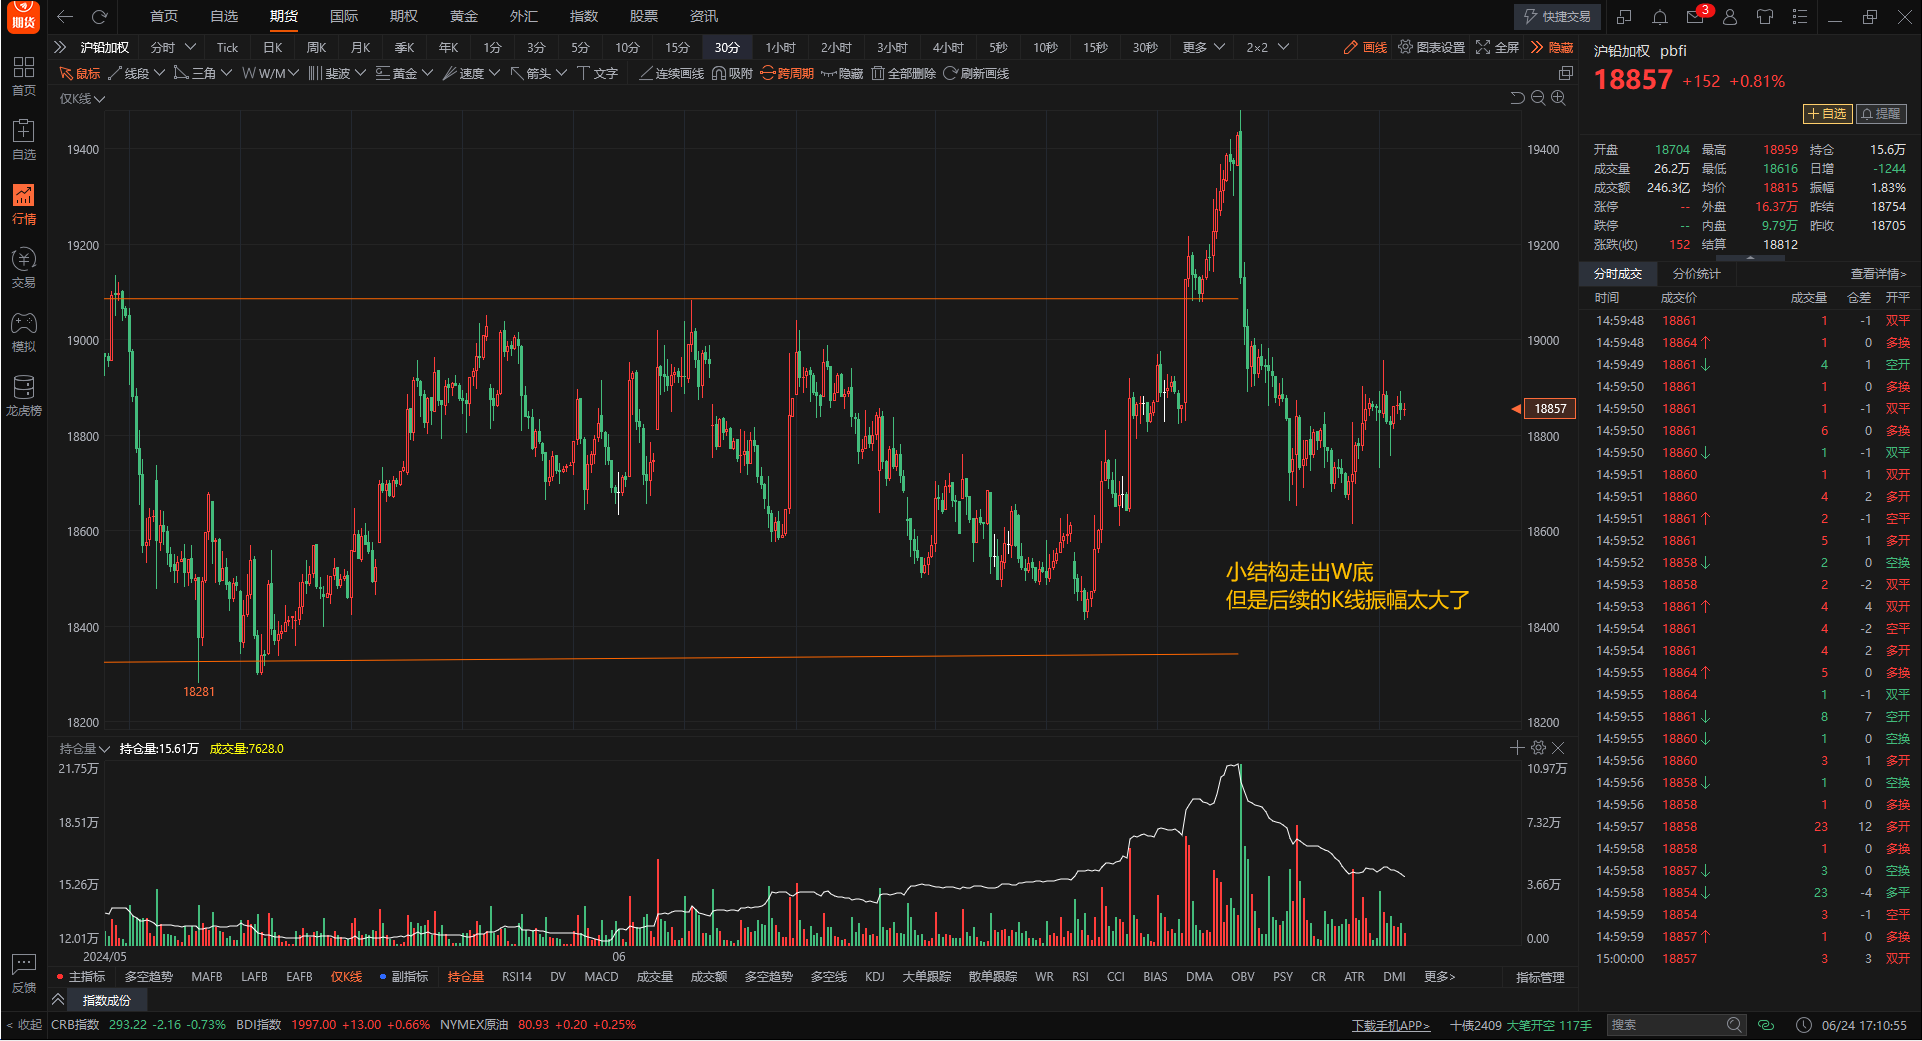 期货 首页 自选 期货 国际 期权 黄金 外汇 指数 股票 资讯 快捷交易 3
沪铅加权 分时 Tick 日K 周K 月K 季K 年K 1分 3分 5分 10分 15分 30分 1小时 2小时 3小时 4小时 5秒 10秒 15秒 30秒 更多 2×2 画线 图表设置 全屏 隐藏
鼠标 线段 三角 W/M 斐波 黄金 速度 箭头 文字 连续画线 吸附 跨周期 隐藏 全部删除 刷新画线
仅K线
首页
自选
行情
交易
模拟
龙虎榜
反馈
< 收起
19400 19400
19200 19200
19000 19000
18857
18800 18800
18600 18600
小结构走出W底
但是后续的K线振幅太大了
18400 18400
18281
18200 18200
持仓量 持仓量:15.61万 成交量:7628.0
21.75万 10.97万
18.51万 7.32万
15.26万 3.66万
12.01万 0.00
2024/05 06
主指标 多空趋势 MAFB LAFB EAFB 仅K线 副指标 持仓量 RSI14 DV MACD 成交量 成交额 多空趋势 多空线 KDJ 大单跟踪 散单跟踪 WR RSI CCI BIAS DMA OBV PSY CR ATR DMI 更多> 指标管理
指数成份
沪铅加权 pbfi
18857 +152 +0.81%
自选 提醒
开盘 18704 最高 18959 持仓 15.6万
成交量 26.2万 最低 18616 日增 -1244
成交额 246.3亿 均价 18815 振幅 1.83%
涨停 -- 外盘 16.37万 昨结 18754
跌停 -- 内盘 9.79万 昨收 18705
涨跌(收) 152 结算 18812
分时成交 分价统计 查看详情>
时间 成交价 成交量 仓差 开平
14:59:48 18861 1 -1 双平
14:59:48 18864↑ 1 0 多换
14:59:49 18861↓ 4 1 空开
14:59:50 18861 1 0 多换
14:59:50 18861 1 -1 双平
14:59:50 18861 6 0 多换
14:59:50 18860↓ 1 -1 双平
14:59:51 18860 1 1 双开
14:59:51 18860 4 2 多开
14:59:51 18861↑ 2 -1 空平
14:59:52 18861 5 1 多开
14:59:52 18858↓ 2 0 空换
14:59:53 18858 2 -2 双平
14:59:53 18861↑ 4 4 双开
14:59:54 18861 4 -2 空平
14:59:54 18861 4 2 多开
14:59:55 18864↑ 5 0 多换
14:59:55 18864 1 -1 双平
14:59:55 18861↓ 8 7 空开
14:59:55 18860↓ 1 0 空换
14:59:56 18860 3 1 多开
14:59:56 18858↓ 1 0 空换
14:59:56 18858 1 0 多换
14:59:57 18858 23 12 多开
14:59:58 18858 1 0 多换
14:59:58 18857↓ 3 0 空换
14:59:58 18854↓ 23 -4 多平
14:59:59 18854 3 -1 空平
14:59:59 18857↑ 1 0 多换
15:00:00 18857 3 3 双开
CRB指数 293.22 -2.16 -0.73% BDI指数 1997.00 +13.00 +0.66% NYMEX原油 80.93 +0.20 +0.25% 下载手机APP> 十债2409 大笔开空 117手 搜索 06/24 17:10:55